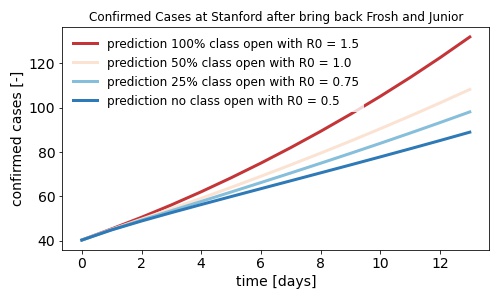 Confirmed Cases at Stanford after bring back Frosh and Junior
prediction 100% class open with R0 = 1.5
prediction 50% class open with R0 = 1.0
prediction 25% class open with R0 = 0.75
prediction no class open with R0 = 0.5
confirmed cases [-]
120
100
80
60
40
0 2 4 6 8 10 12
time [days]